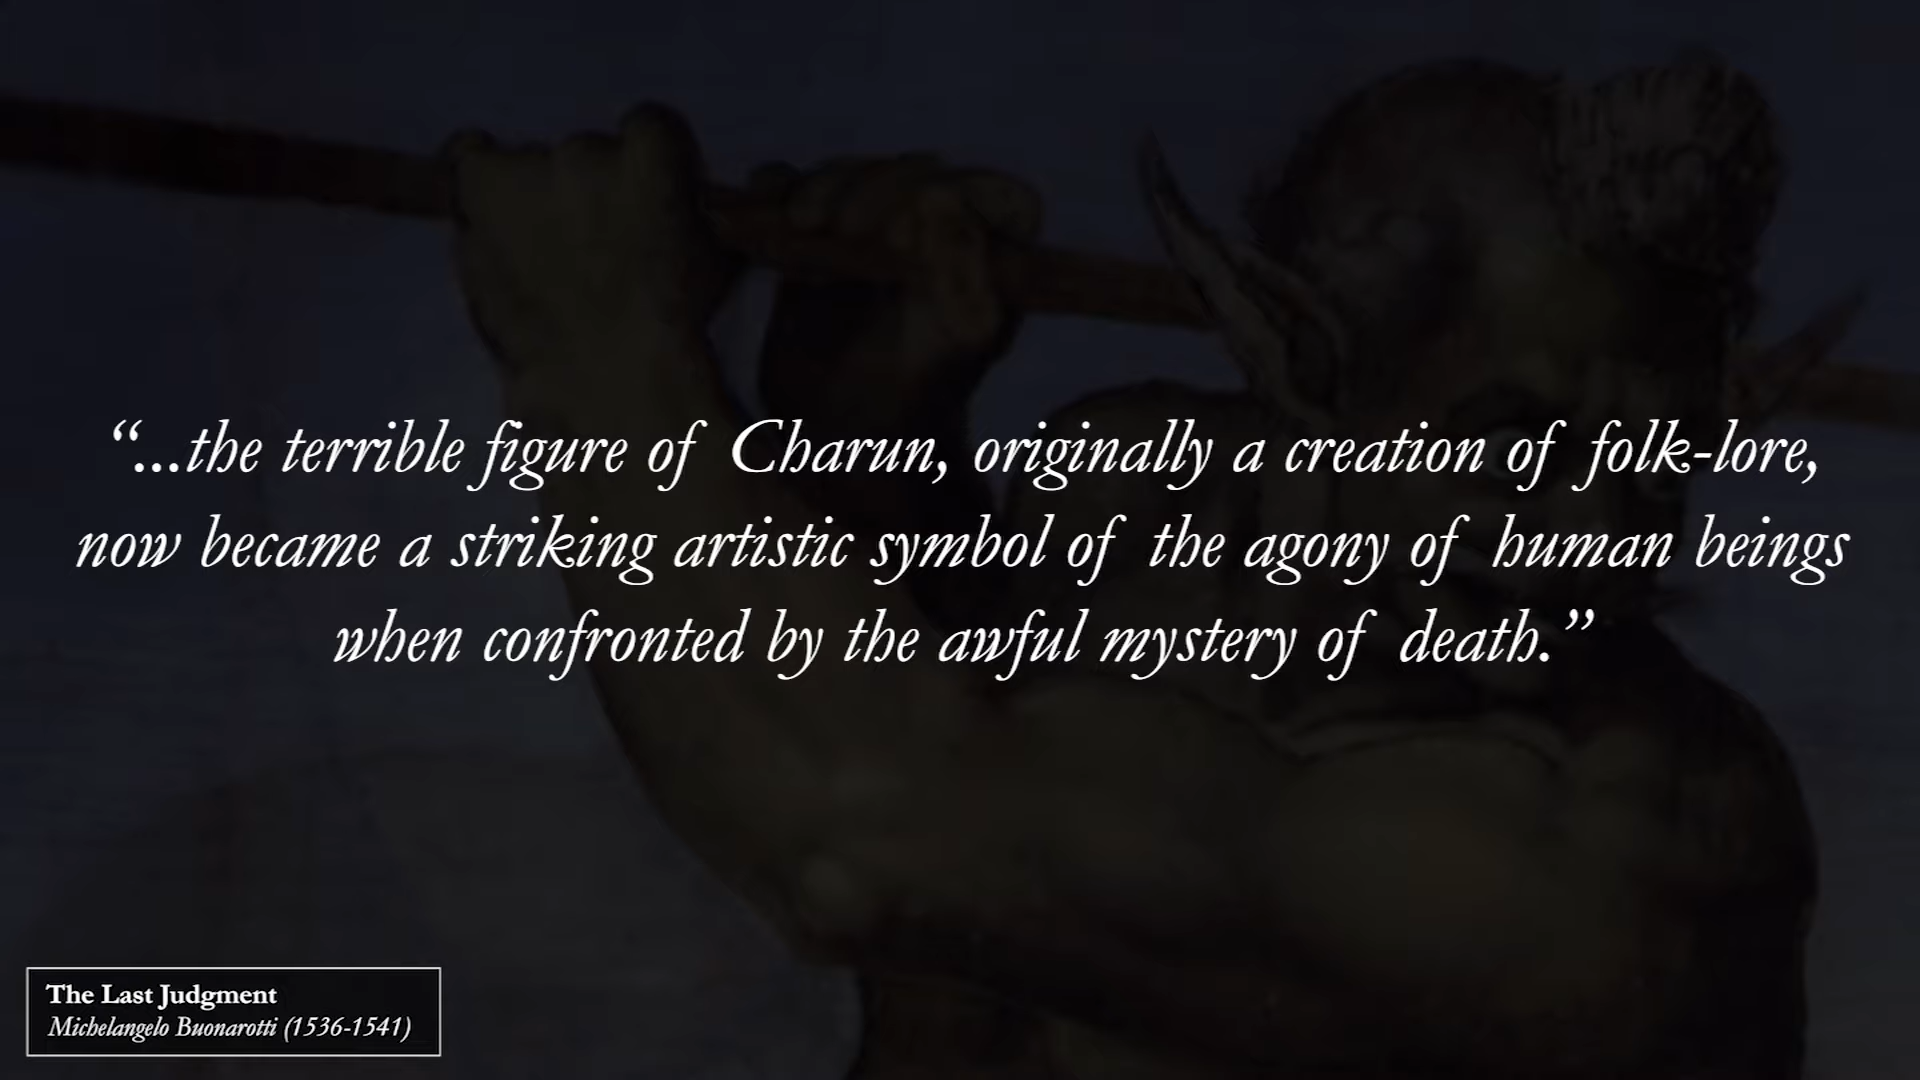 “...the terrible figure of Charun, originally a creation of folk-lore,
now became a striking artistic symbol of the agony of human beings
when confronted by the awful mystery of death.”
The Last Judgment
Michelangelo Buonarotti (1536-1541)